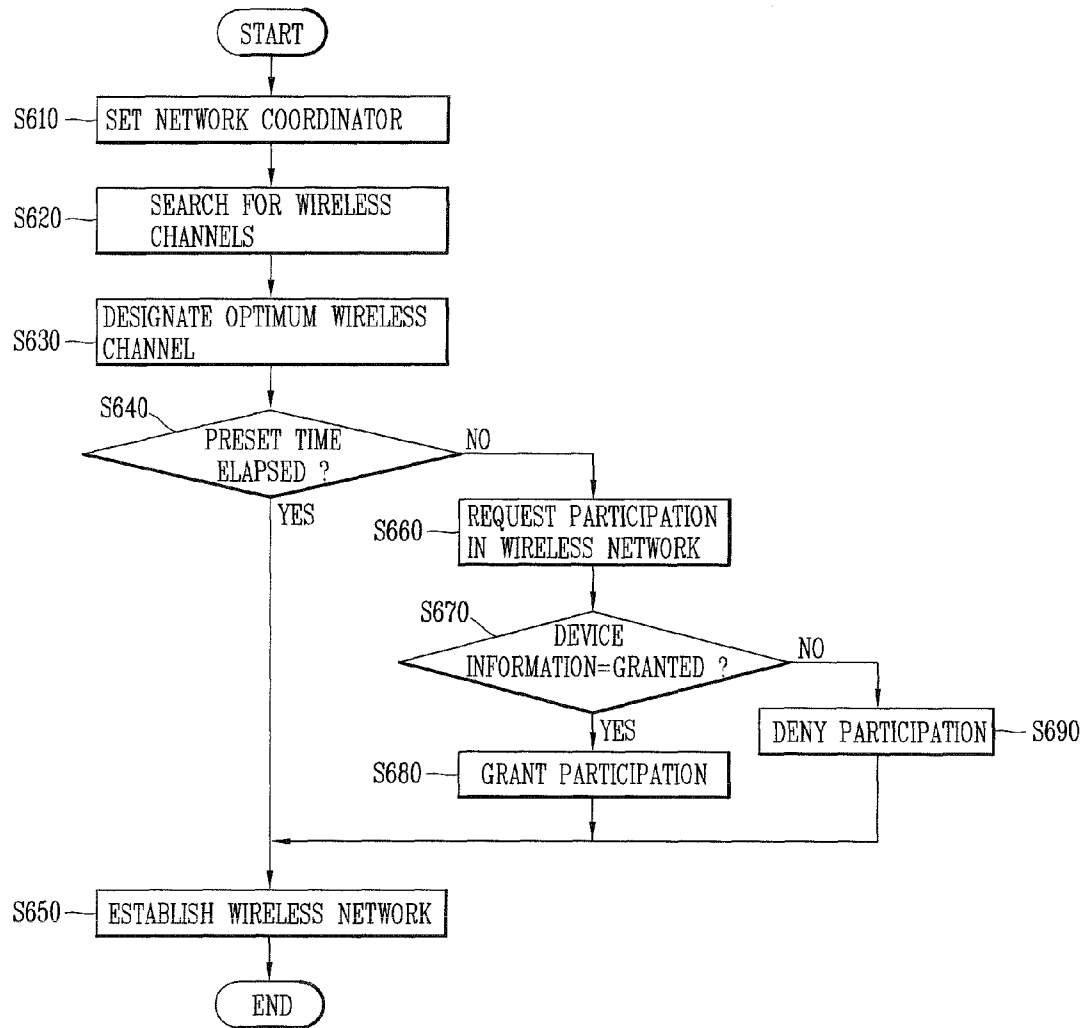 START
S610
SET NETWORK COORDINATOR
S620
SEARCH FOR WIRELESS
CHANNELS
S630
DESIGNATE OPTIMUM WIRELESS
CHANNEL
S640
PRESET TIME
ELAPSED ?
NO
YES
S660
REQUEST PARTICIPATION
IN WIRELESS NETWORK
S670
DEVICE
INFORMATION=GRANTED ?
NO
YES
DENY PARTICIPATION
S690
S680
GRANT PARTICIPATION
S650
ESTABLISH WIRELESS NETWORK
END